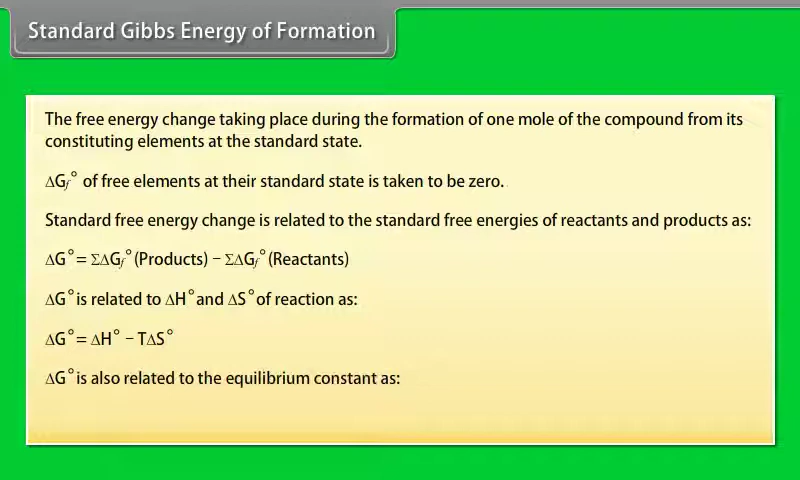 Standard Gibbs Energy of Formation
The free energy change taking place during the formation of one mole of the compound from its
constituting elements at the standard state.
ΔGf° of free elements at their standard state is taken to be zero.
Standard free energy change is related to the standard free energies of reactants and products as:
ΔG° = ΣΔGf° (Products) − ΣΔGf° (Reactants)
ΔG° is related to ΔH° and ΔS° of reaction as:
ΔG° = ΔH° − TΔS°
ΔG° is also related to the equilibrium constant as: